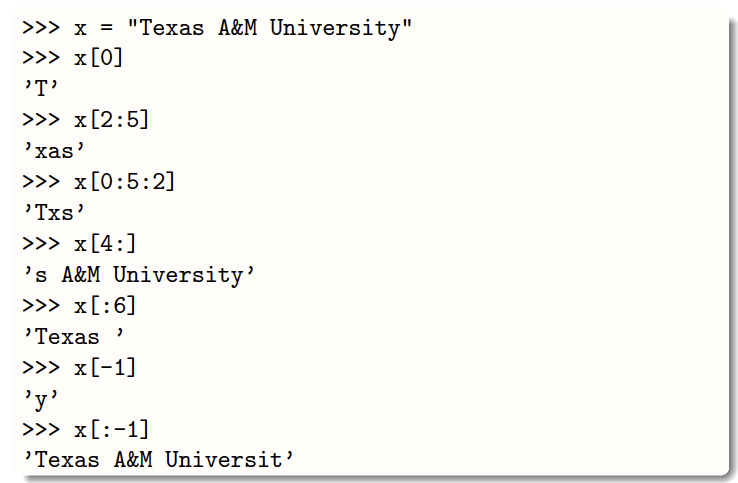 >>> x = "Texas A&M University"
>>> x[0]
’T’
>>> x[2:5]
’xas’
>>> x[0:5:2]
’Txs’
>>> x[4:]
’s A&M University’
>>> x[:6]
’Texas ’
>>> x[-1]
’y’
>>> x[:-1]
’Texas A&M Universit’